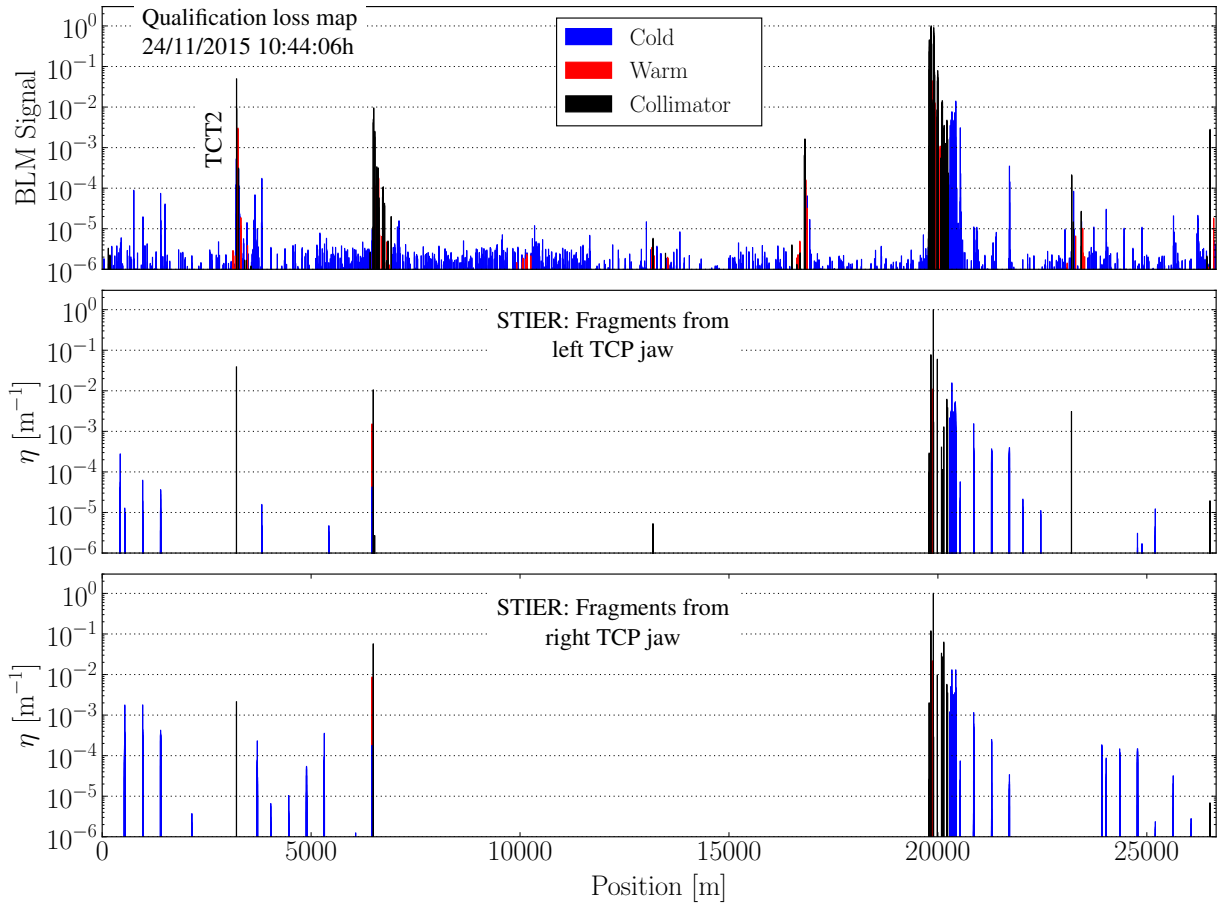 Qualification loss map
24/11/2015 10:44:06h
Cold
Warm
Collimator
TCT2
BLM Signal
10^0
10^−1
10^−2
10^−3
10^−4
10^−5
10^−6
STIER: Fragments from
left TCP jaw
η [m^−1]
10^0
10^−1
10^−2
10^−3
10^−4
10^−5
10^−6
STIER: Fragments from
right TCP jaw
η [m^−1]
10^0
10^−1
10^−2
10^−3
10^−4
10^−5
10^−6
0 5000 10000 15000 20000 25000
Position [m]